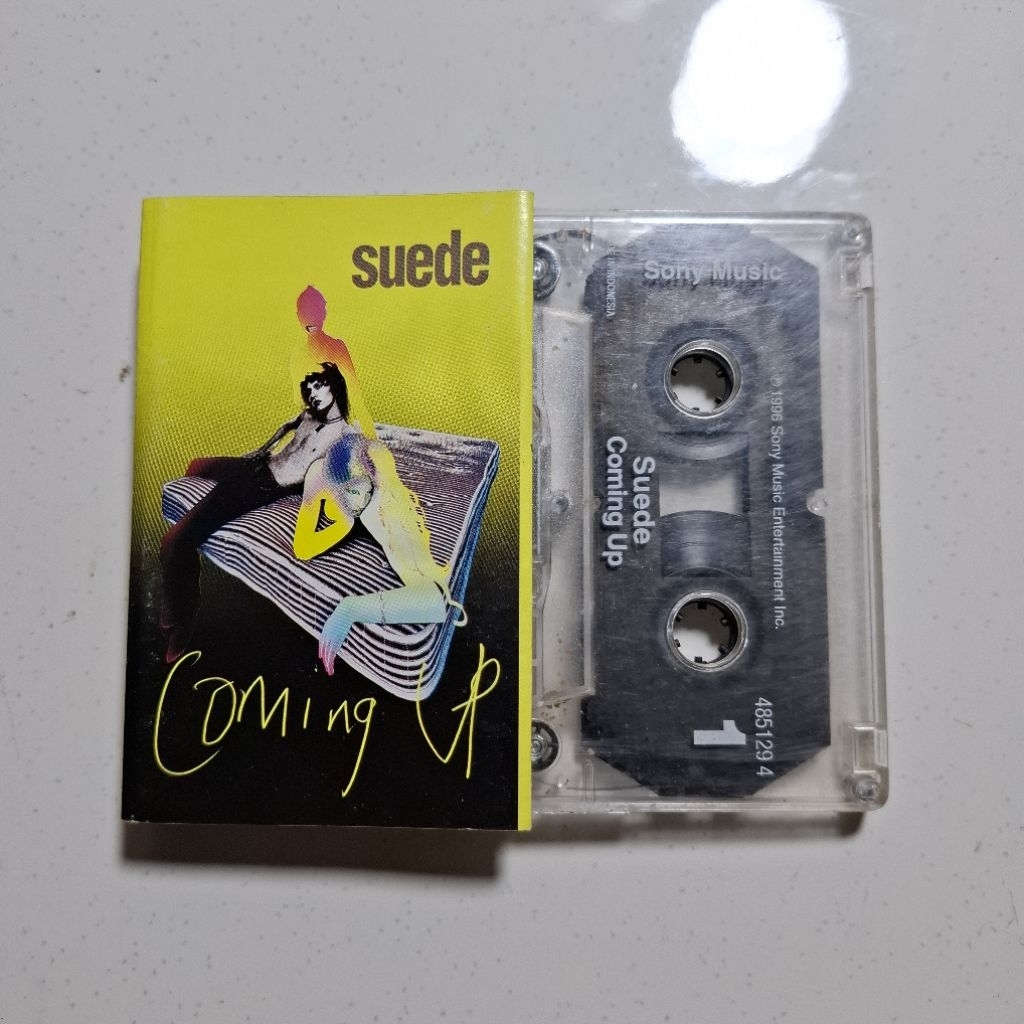 suede
Coming Up
Sony Music
INDONESIA
℗ 1996 Sony Music Entertainment Inc.
Suede
Coming Up
485129 4
1